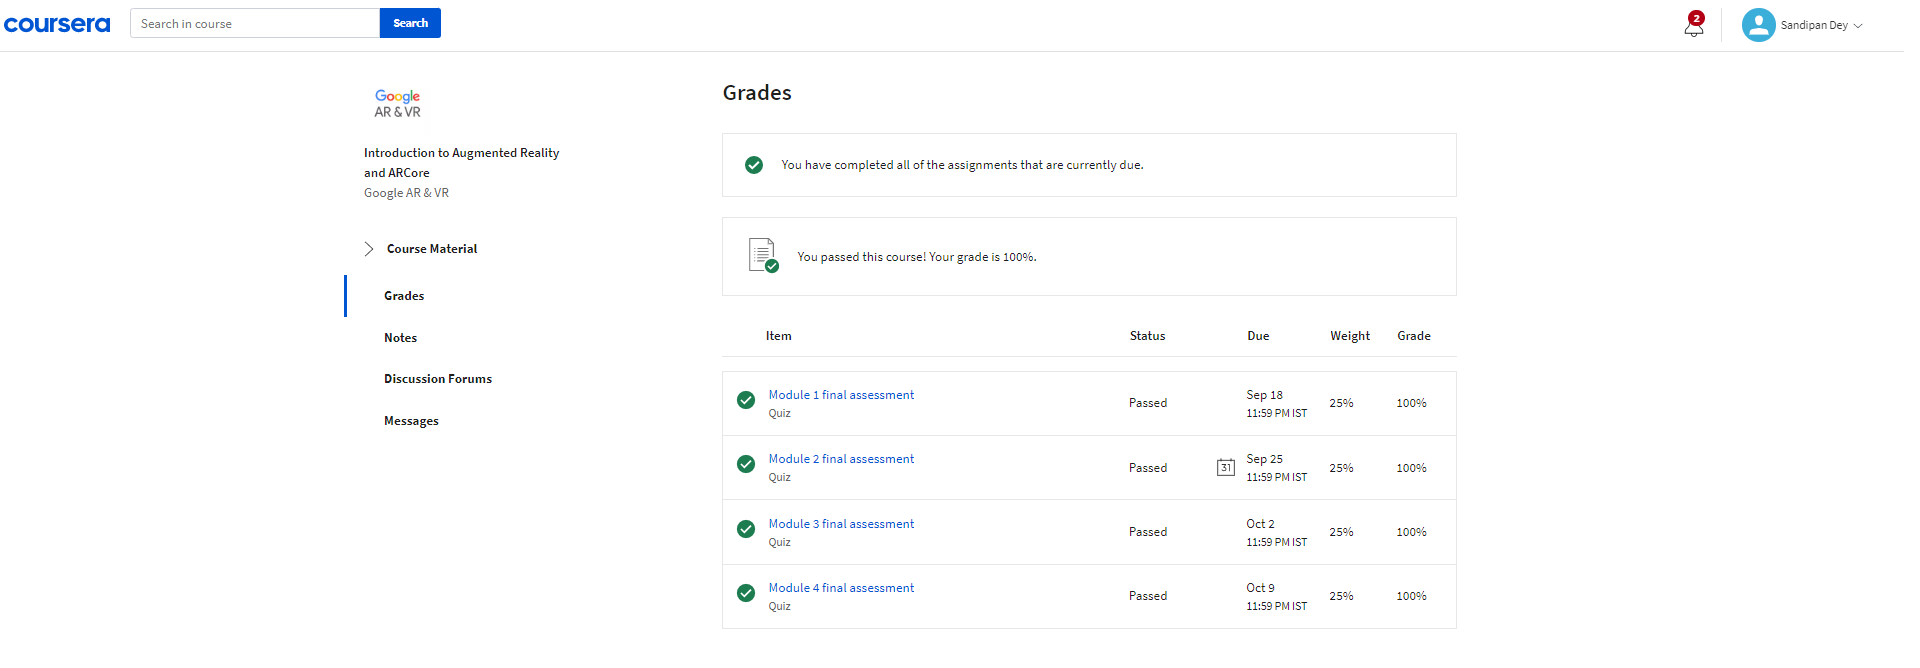 coursera
Search in course
Search
2
Sandipan Dey
Google
AR & VR
Introduction to Augmented Reality
and ARCore
Google AR & VR
Course Material
Grades
Notes
Discussion Forums
Messages
Grades
You have completed all of the assignments that are currently due.
You passed this course! Your grade is 100%.
Item Status Due Weight Grade
Module 1 final assessment
Quiz
Passed
Sep 18
11:59 PM IST
25%
100%
Module 2 final assessment
Quiz
Passed
31
Sep 25
11:59 PM IST
25%
100%
Module 3 final assessment
Quiz
Passed
Oct 2
11:59 PM IST
25%
100%
Module 4 final assessment
Quiz
Passed
Oct 9
11:59 PM IST
25%
100%